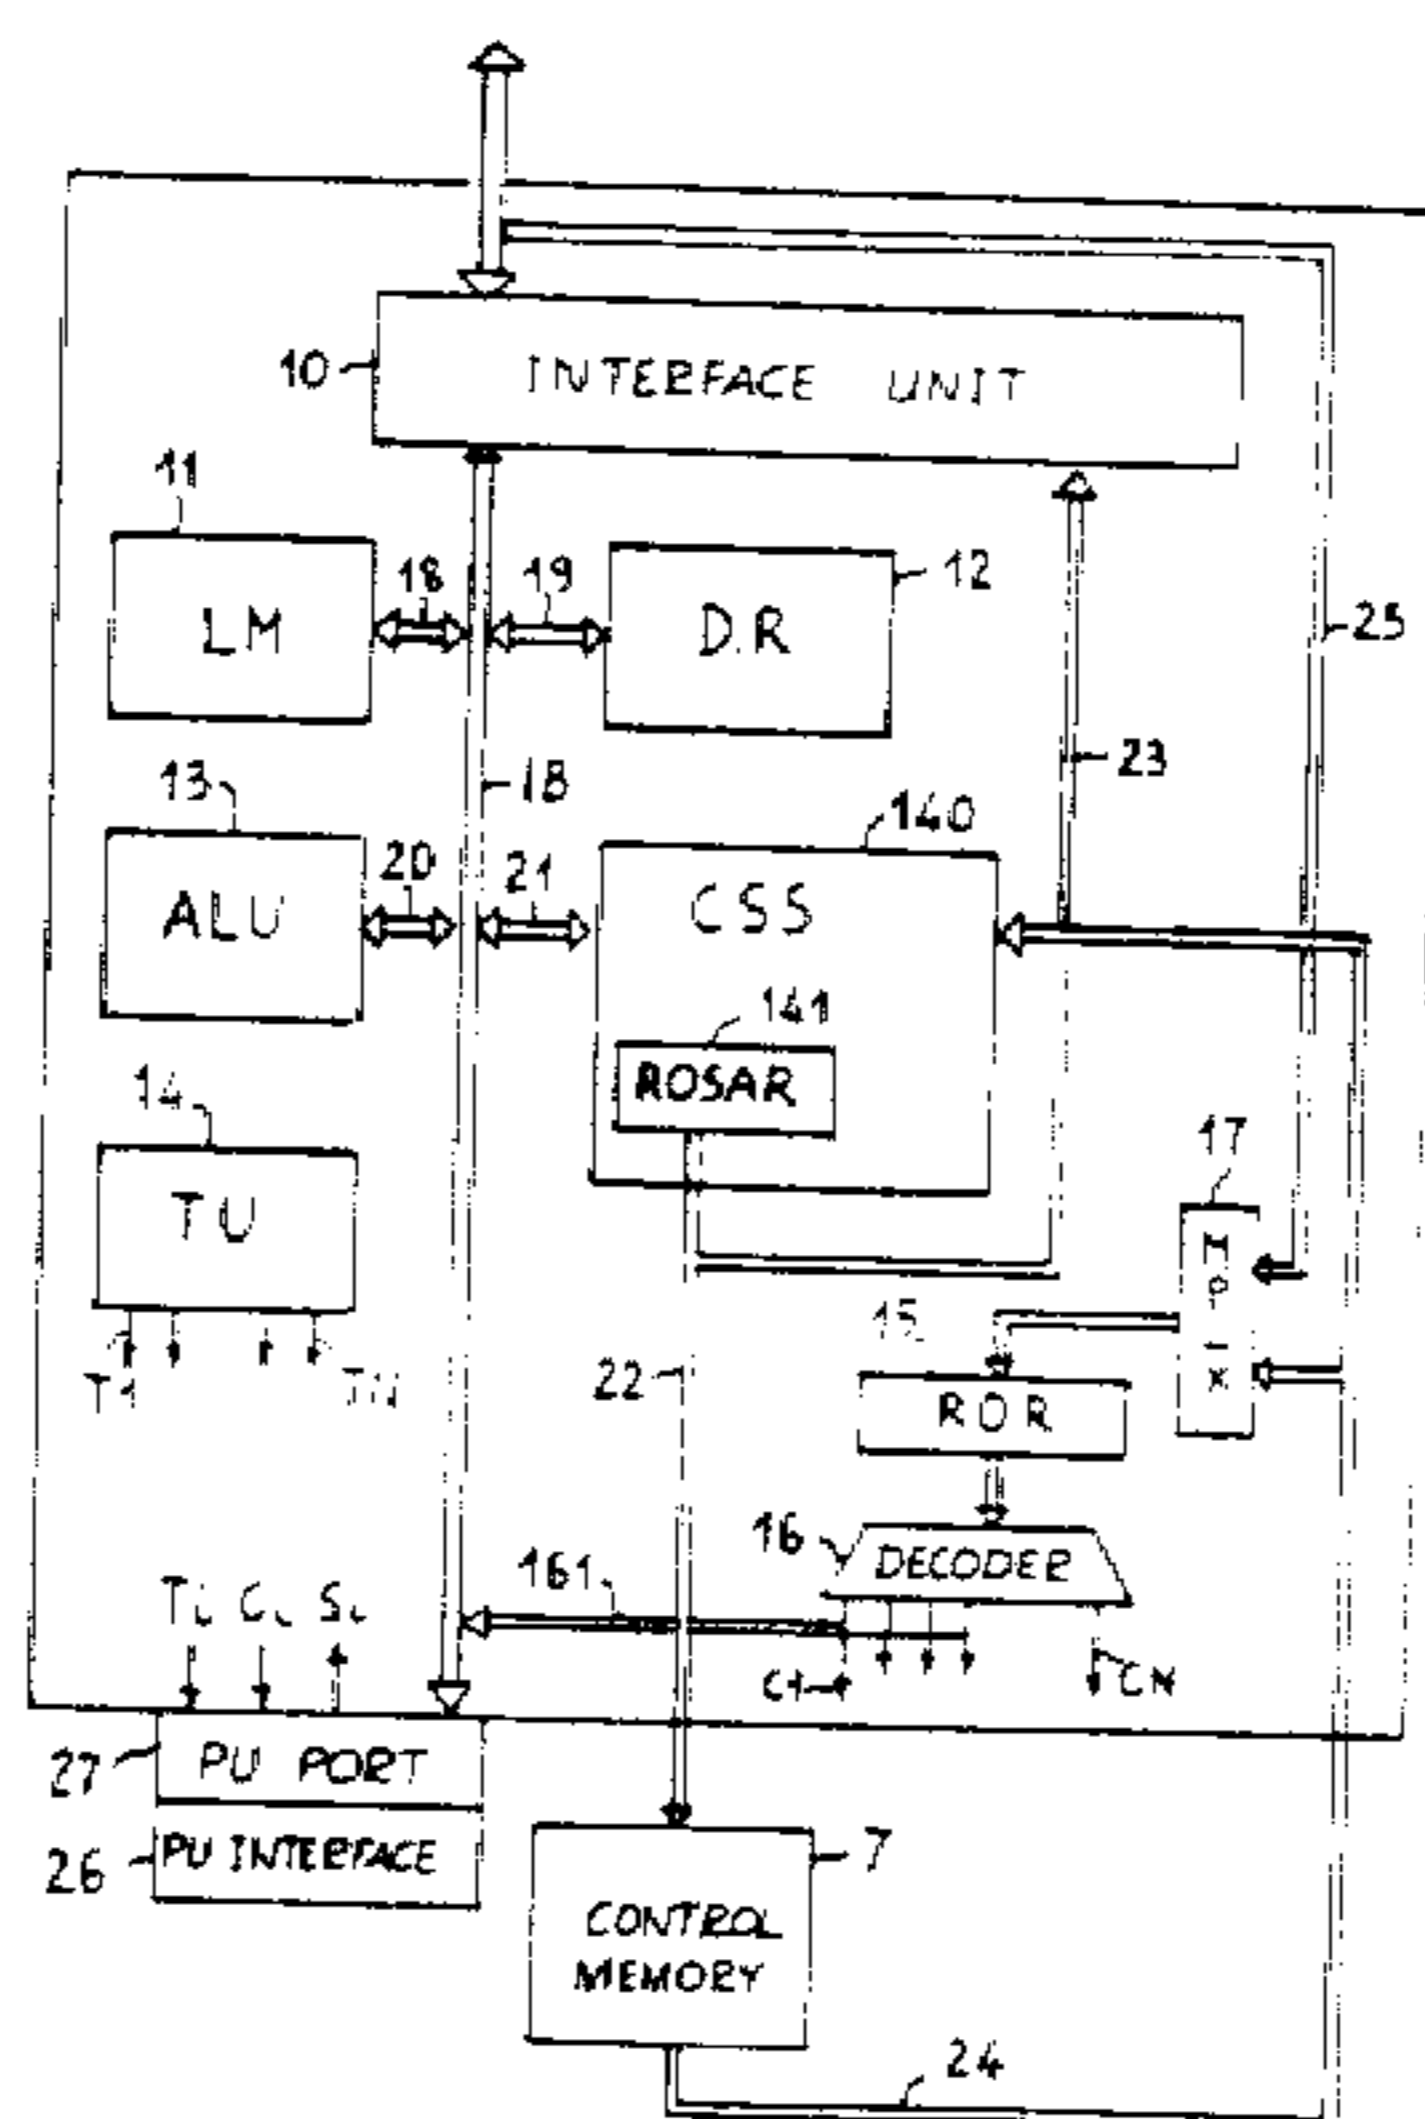 10
INTERFACE UNIT
11
LM
18
19
D.R
12
25
18
23
13
ALU
20
21
140
CSS
141
ROSAR
14
TU
T1
TN
17
15
22
ROR
16
DECODER
161
C1
CN
27
PU PORT
26
PU INTERFACE
7
CONTROL
MEMORY
24